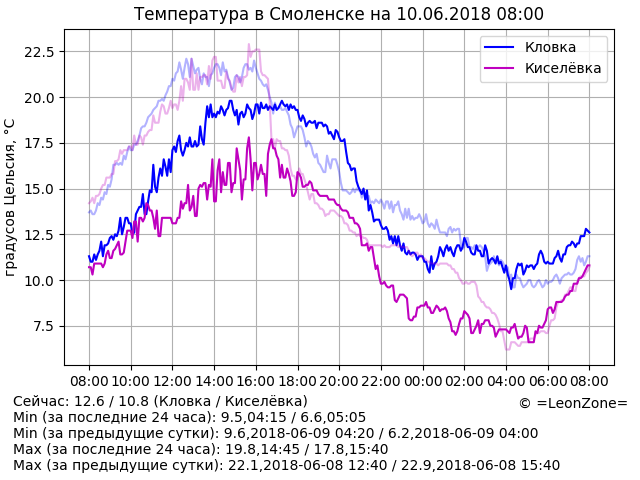 Температура в Смоленске на 10.06.2018 08:00
градусов Цельсия, °C
22.5
20.0
17.5
15.0
12.5
10.0
7.5
Кловка
Киселёвка
08:00 10:00 12:00 14:00 16:00 18:00 20:00 22:00 00:00 02:00 04:00 06:00 08:00
Сейчас: 12.6 / 10.8 (Кловка / Киселёвка)
© =LeonZone=
Min (за последние 24 часа): 9.5,04:15 / 6.6,05:05
Min (за предыдущие сутки): 9.6,2018-06-09 04:20 / 6.2,2018-06-09 04:00
Max (за последние 24 часа): 19.8,14:45 / 17.8,15:40
Max (за предыдущие сутки): 22.1,2018-06-08 12:40 / 22.9,2018-06-08 15:40